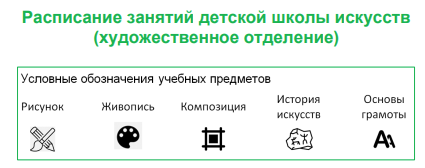 Расписание занятий детской школы искусств
(художественное отделение)
Условные обозначения учебных предметов
Рисунок
Живопись
Композиция
История
искусств
Основы
грамоты